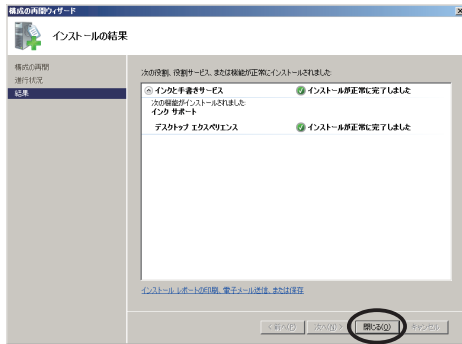 構成の再開ウィザード
インストールの結果
構成の再開
進行状況
結果
次の役割、役割サービス、または機能が正常にインストールされました:
インクと手書きサービス
インストールが正常に完了しました
次の機能がインストールされました:
インク サポート
デスクトップ エクスペリエンス
インストールが正常に完了しました
インストール レポートの印刷、電子メール送信、または保存
< 前へ(P)
次へ(N) >
閉じる(O)
キャンセル